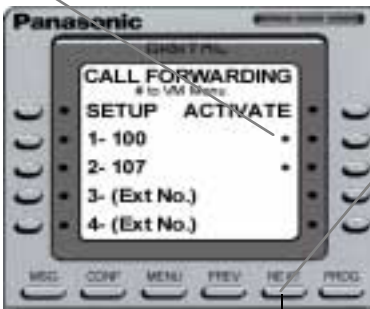 Panasonic
DIGITAL
CALL FORWARDING
# to VM Menu
SETUP ACTIVATE
1- 100
2- 107
3- (Ext No.)
4- (Ext No.)
MSG CONF MENU PREV NEXT PROG